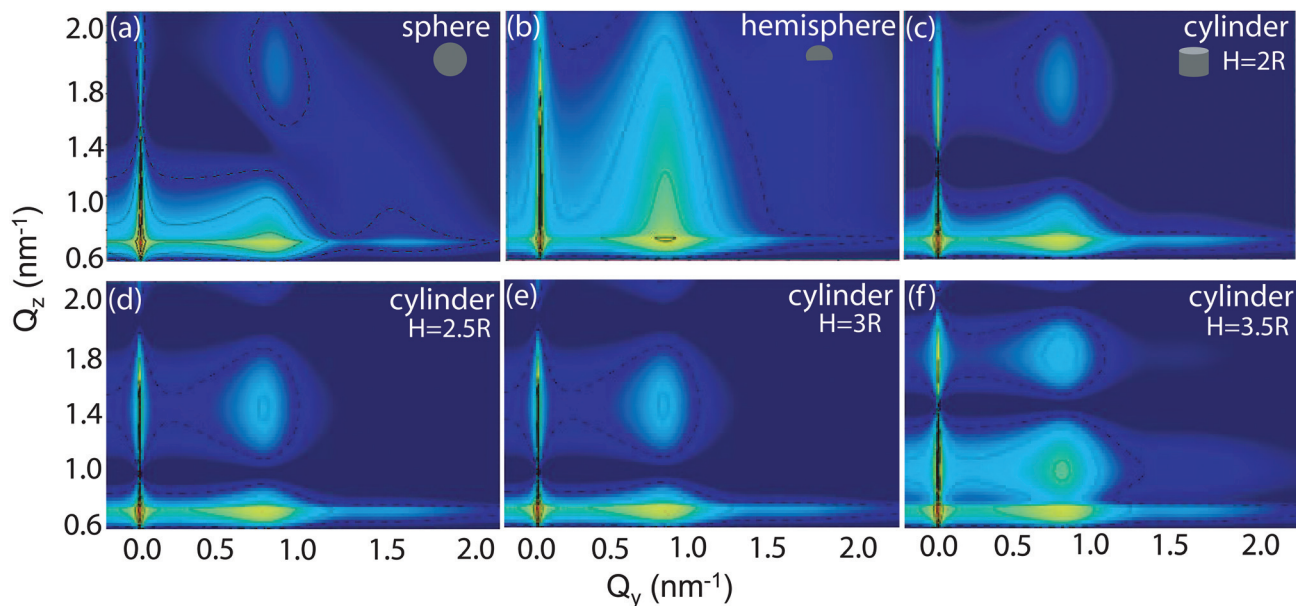 (a) sphere
(b) hemisphere
(c) cylinder
H=2R
2.0
1.8
1.4
1.0
0.6
Q_z (nm⁻¹)
(d) cylinder
H=2.5R
(e) cylinder
H=3R
(f) cylinder
H=3.5R
2.0
1.8
1.4
1.0
0.6
0.0 0.5 1.0 1.5 2.0
0.0 0.5 1.0 1.5 2.0
0.0 0.5 1.0 1.5 2.0
Q_y (nm⁻¹)